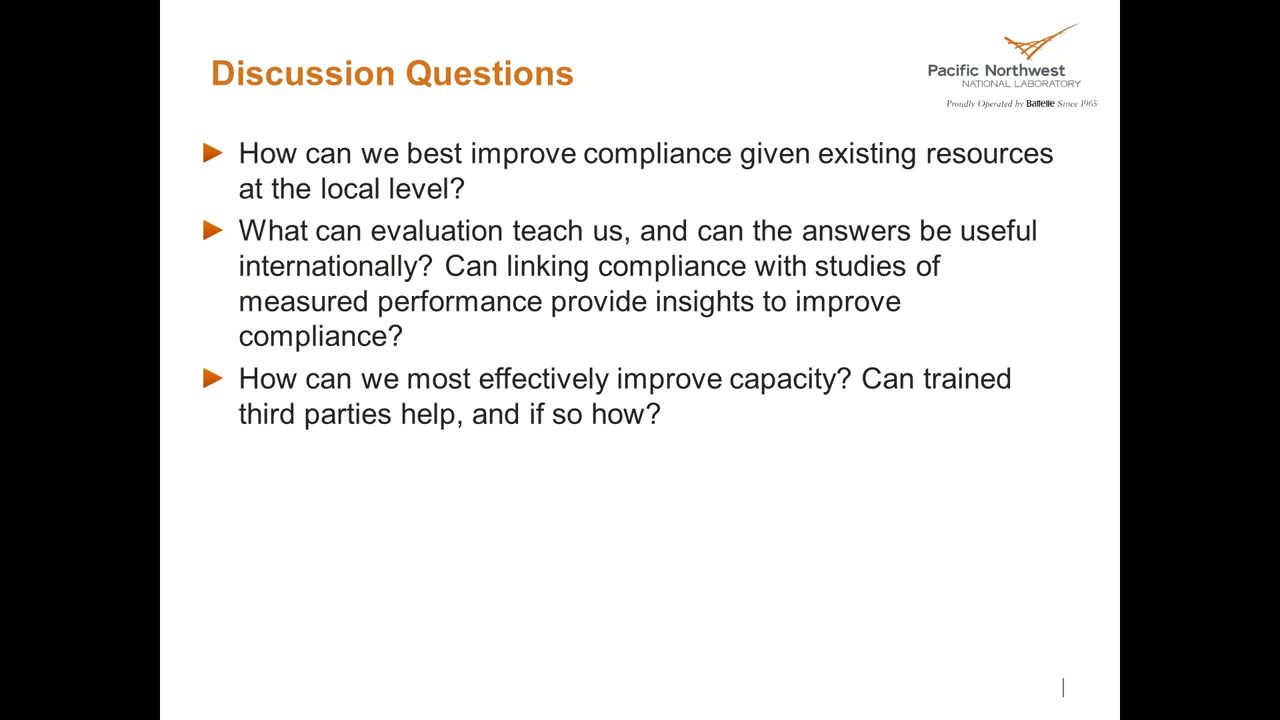 Discussion Questions
Pacific Northwest
NATIONAL LABORATORY
Proudly Operated by Battelle Since 1965
How can we best improve compliance given existing resources
at the local level?
What can evaluation teach us, and can the answers be useful
internationally? Can linking compliance with studies of
measured performance provide insights to improve
compliance?
How can we most effectively improve capacity? Can trained
third parties help, and if so how?